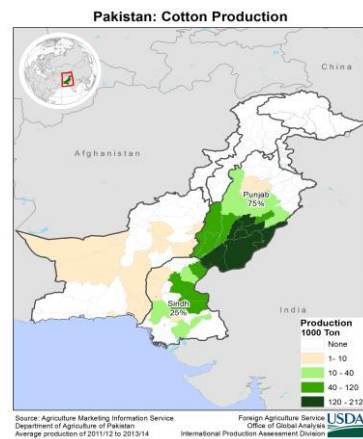 Pakistan: Cotton Production
China
Afghanistan
Punjab
75%
Sindh
25%
India
Production
1000 Ton
None
1- 10
10 - 40
40 - 120
120 - 212
Source: Agriculture Marketing Information Service
Department of Agriculture of Pakistan
Average production of 2011/12 to 2013/14
Foreign Agriculture Service
Office of Global Analysis
International Production Assessment Division
USDA